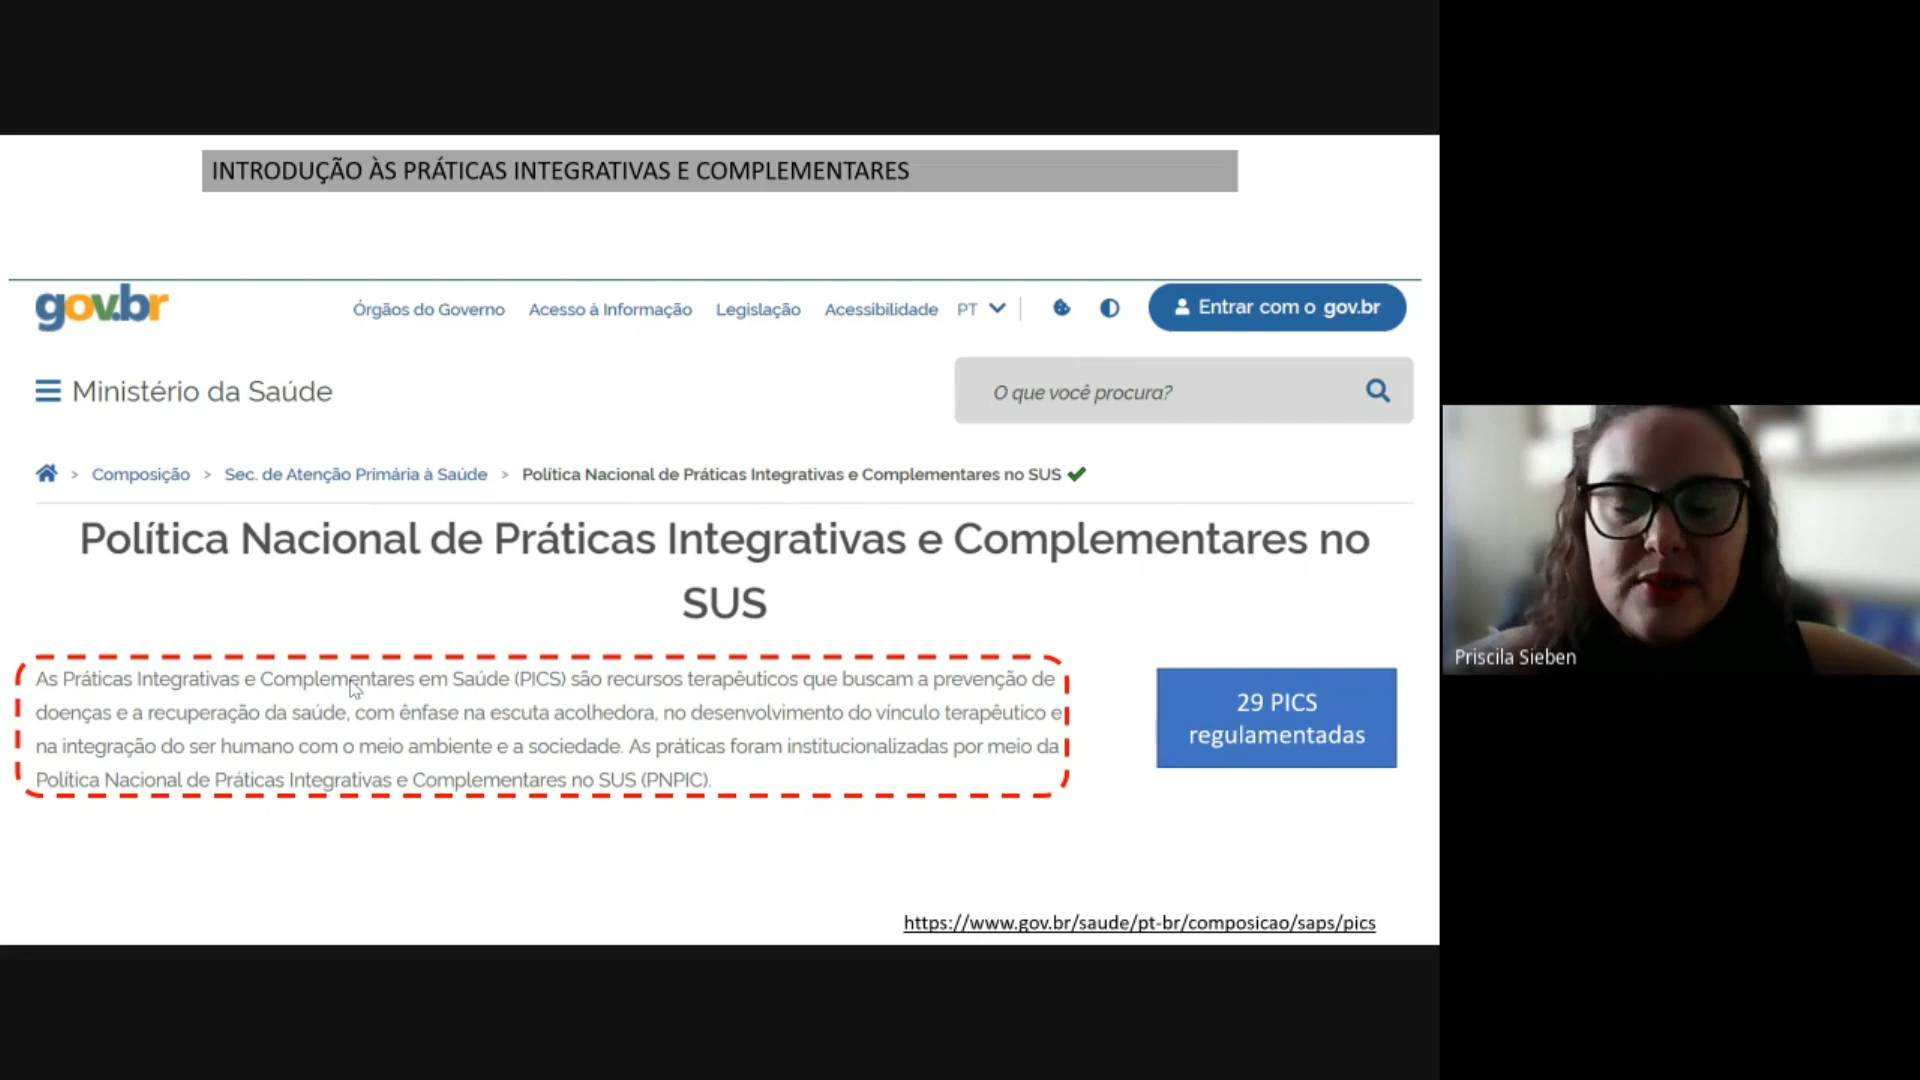 INTRODUÇÃO ÀS PRÁTICAS INTEGRATIVAS E COMPLEMENTARES
gov.br
Órgãos do Governo Acesso à Informação Legislação Acessibilidade PT Entrar com o gov.br
Ministério da Saúde
O que você procura?
> Composição > Sec. de Atenção Primária à Saúde > Política Nacional de Práticas Integrativas e Complementares no SUS
Política Nacional de Práticas Integrativas e Complementares no
SUS
As Práticas Integrativas e Complementares em Saúde (PICS) são recursos terapêuticos que buscam a prevenção de
doenças e a recuperação da saúde, com ênfase na escuta acolhedora, no desenvolvimento do vínculo terapêutico e
na integração do ser humano com o meio ambiente e a sociedade. As práticas foram institucionalizadas por meio da
Política Nacional de Práticas Integrativas e Complementares no SUS (PNPIC).
29 PICS
regulamentadas
https://www.gov.br/saude/pt-br/composicao/saps/pics
Priscila Sieben